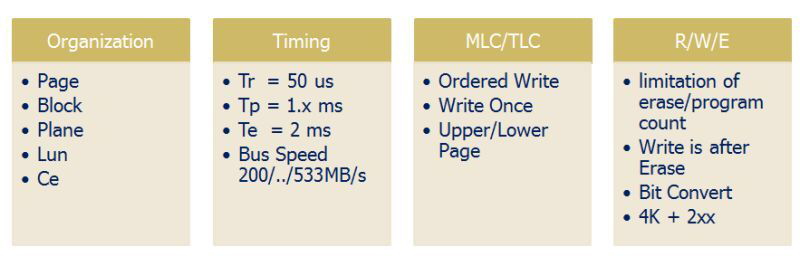 Organization
• Page
• Block
• Plane
• Lun
• Ce
Timing
• Tr = 50 us
• Tp = 1.x ms
• Te = 2 ms
• Bus Speed
200/../533MB/s
MLC/TLC
• Ordered Write
• Write Once
• Upper/Lower
Page
R/W/E
• limitation of
erase/program
count
• Write is after
Erase
• Bit Convert
• 4K + 2xx